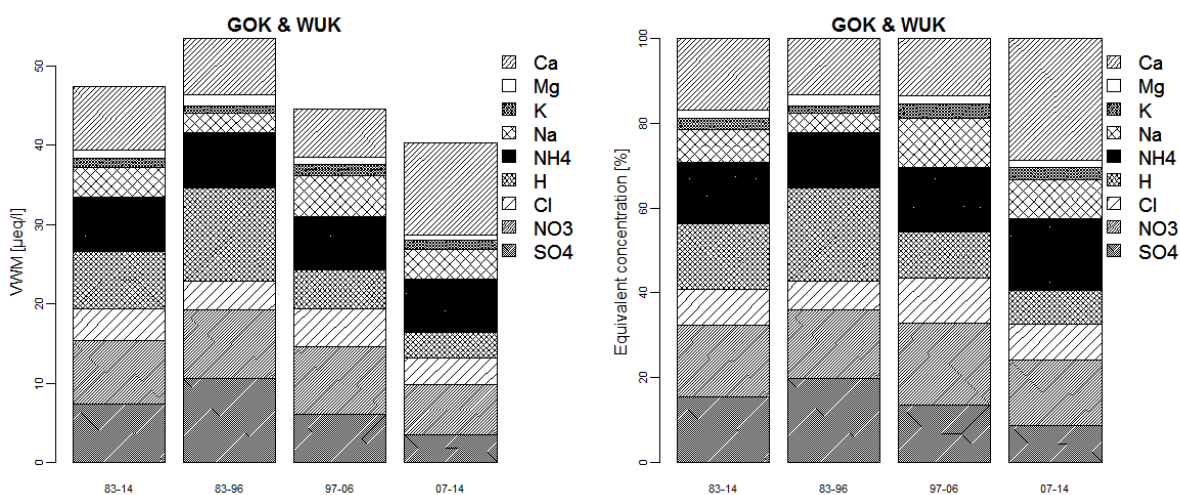 GOK & WUK
VWM [µeq/l]
50
40
30
20
10
0
83-14
83-96
97-06
07-14
Ca
Mg
K
Na
NH4
H
Cl
NO3
SO4
GOK & WUK
Equivalent concentration [%]
100
80
60
40
20
0
83-14
83-96
97-06
07-14
Ca
Mg
K
Na
NH4
H
Cl
NO3
SO4